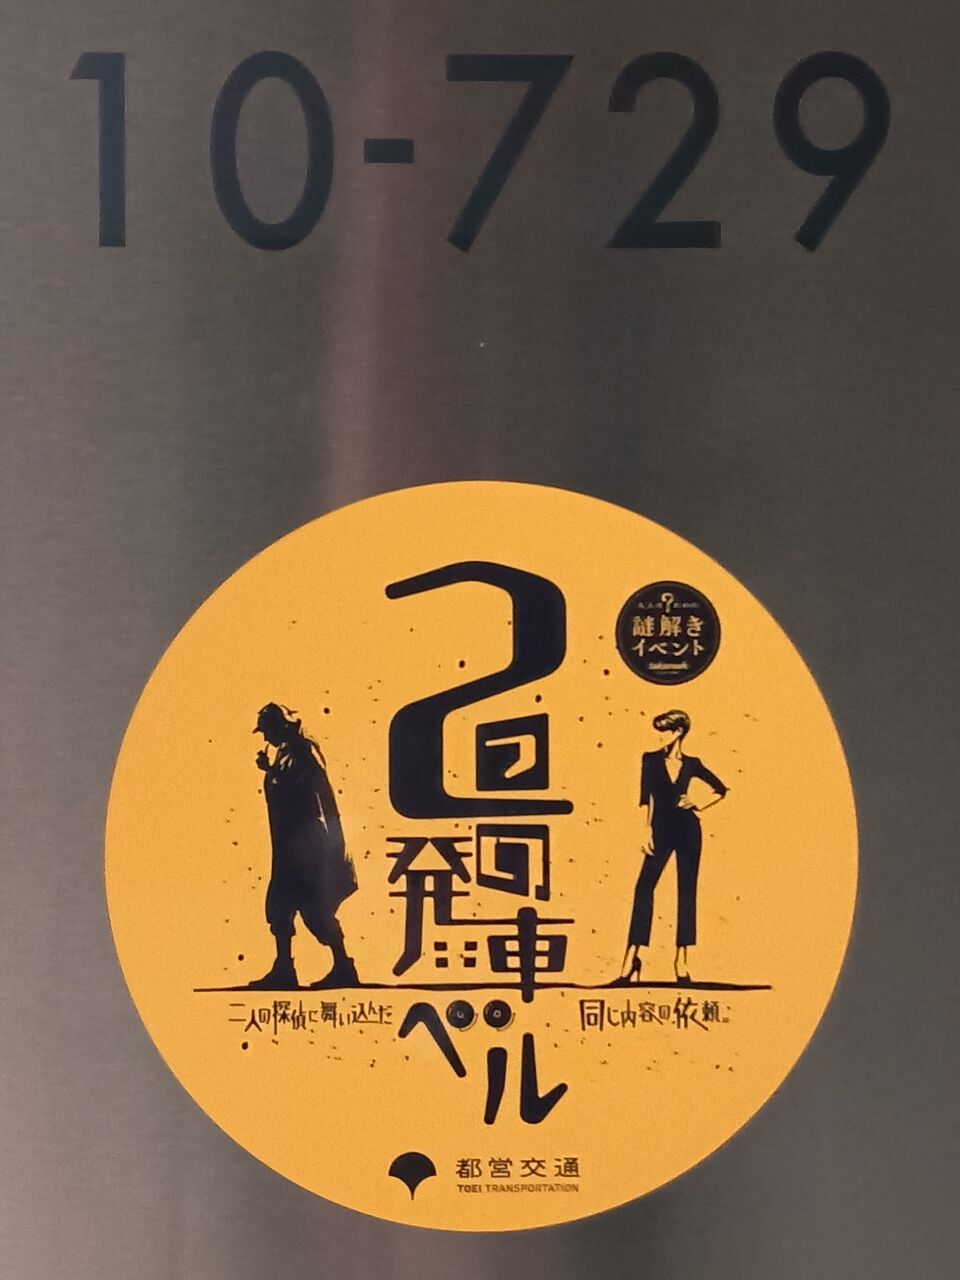 10-729
謎解き
イベント
2回の
発車
ベル
二人の探偵に舞い込んだ
同じ内容の依頼。
都営交通
TOEI TRANSPORTATION